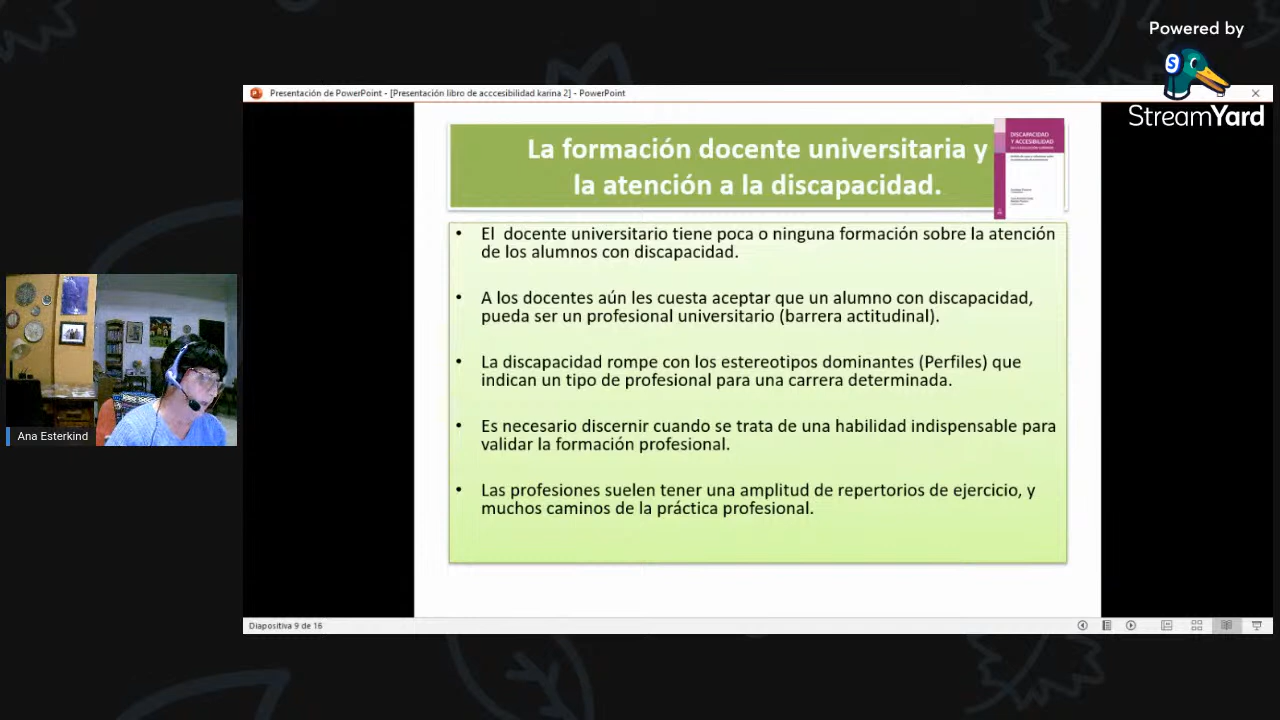 Powered by
S
StreamYard
Presentación de PowerPoint - [Presentación libro de acccesibilidad karina 2] - PowerPoint
La formación docente universitaria y
la atención a la discapacidad.
DISCAPACIDAD
Y ACCESIBILIDAD
• El  docente universitario tiene poca o ninguna formación sobre la atención
de los alumnos con discapacidad.
• A los docentes aún les cuesta aceptar que un alumno con discapacidad,
pueda ser un profesional universitario (barrera actitudinal).
• La discapacidad rompe con los estereotipos dominantes (Perfiles) que
indican un tipo de profesional para una carrera determinada.
• Es necesario discernir cuando se trata de una habilidad indispensable para
validar la formación profesional.
• Las profesiones suelen tener una amplitud de repertorios de ejercicio, y
muchos caminos de la práctica profesional.
Ana Esterkind
Diapositiva 9 de 16